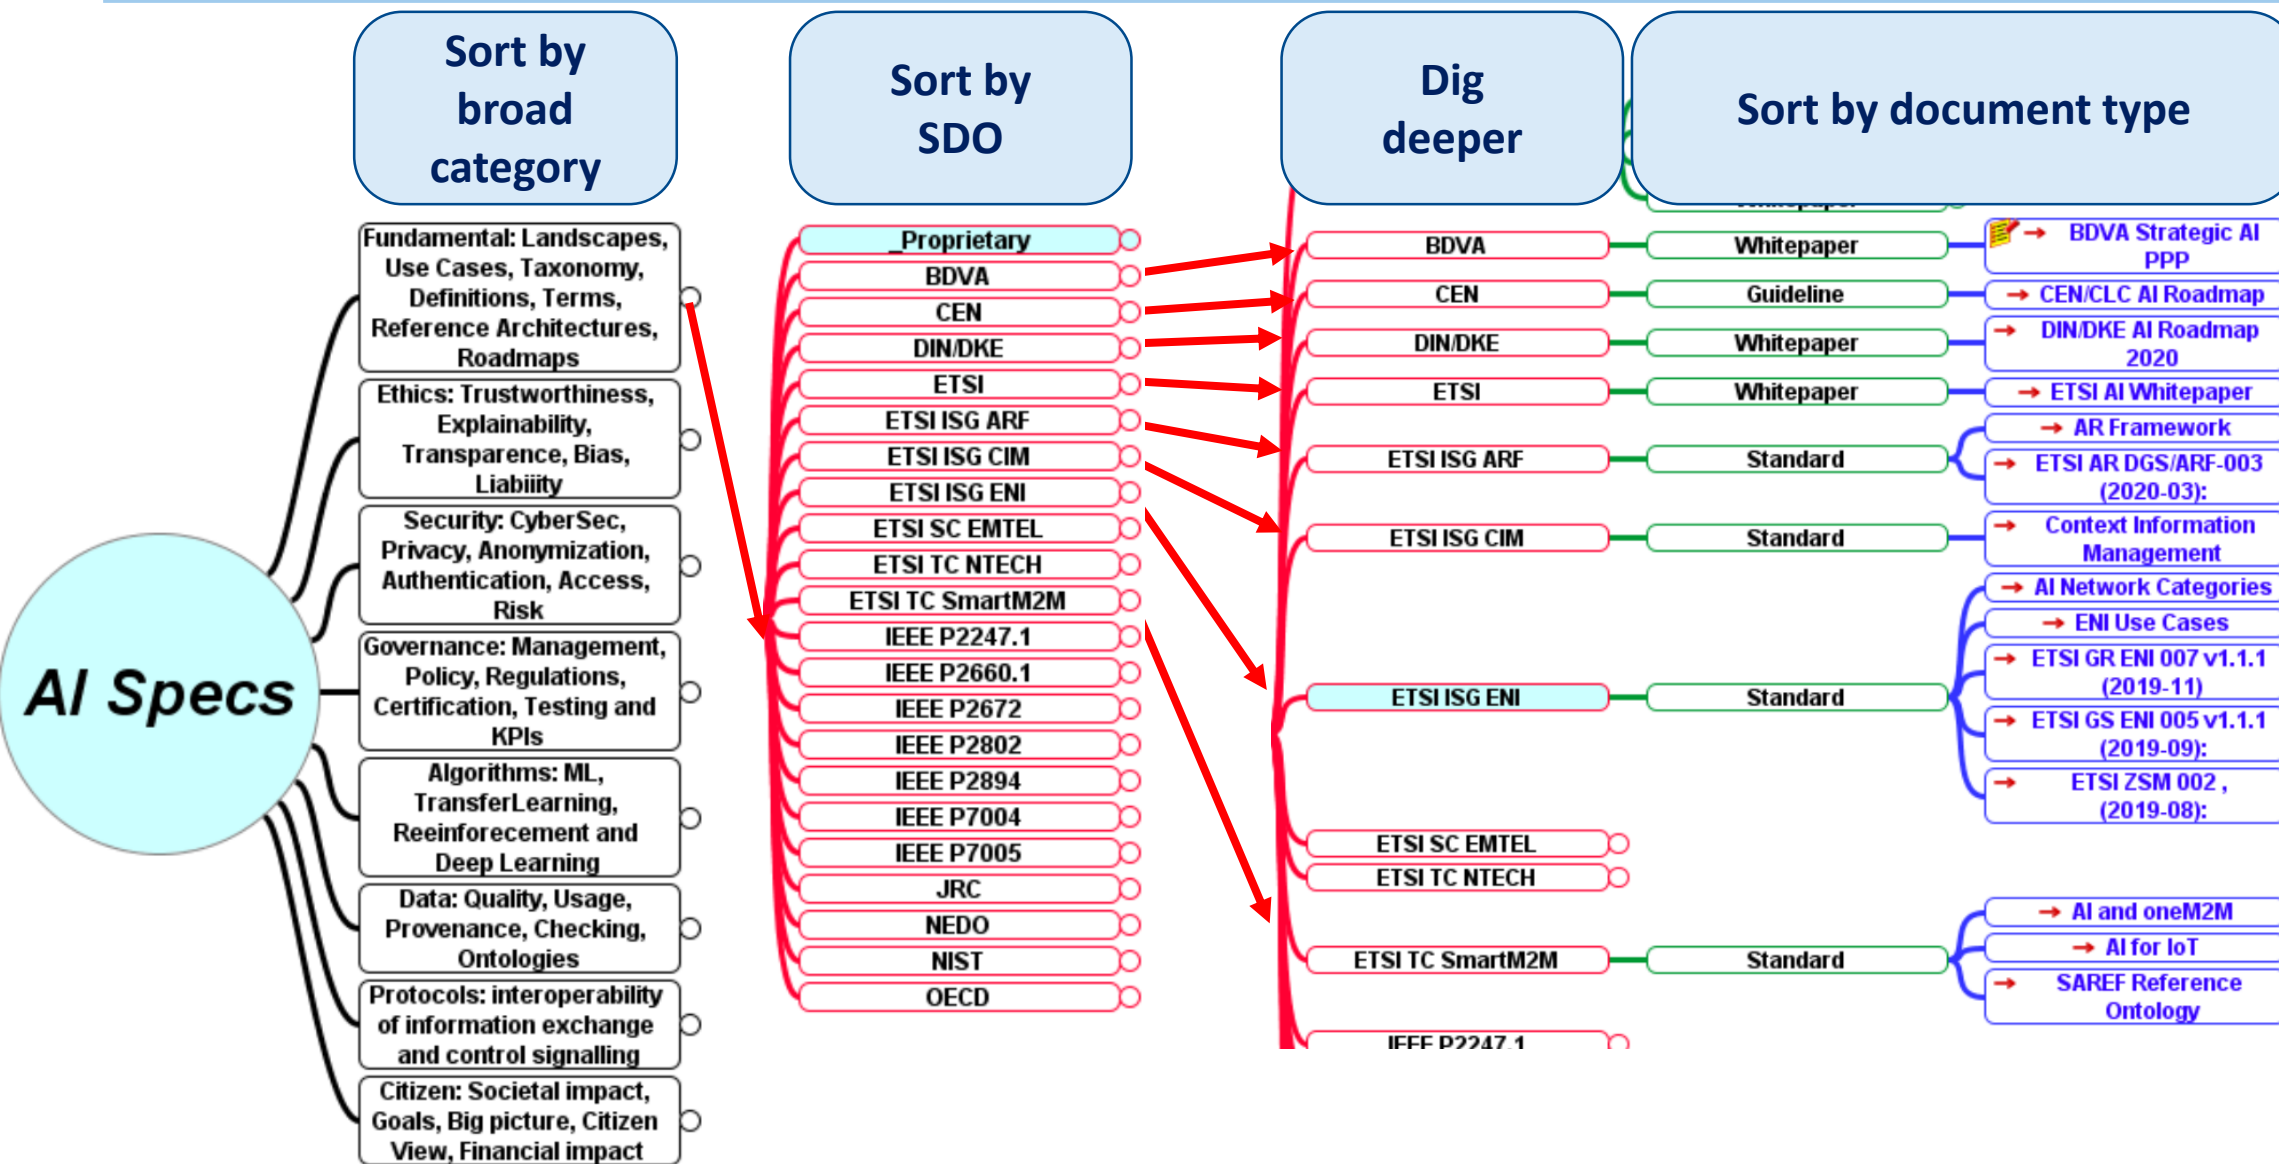 Sort by
broad
category
Sort by
SDO
Dig
deeper
Sort by document type
AI Specs
Fundamental: Landscapes,
Use Cases, Taxonomy,
Definitions, Terms,
Reference Architectures,
Roadmaps
Ethics: Trustworthiness,
Explainability,
Transparence, Bias,
Liabiiity
Security: CyberSec,
Privacy, Anonymization,
Authentication, Access,
Risk
Governance: Management,
Policy, Regulations,
Certification, Testing and
KPIs
Algorithms: ML,
TransferLearning,
Reeinforecement and
Deep Learning
Data: Quality, Usage,
Provenance, Checking,
Ontologies
Protocols: interoperability
of information exchange
and control signalling
Citizen: Societal impact,
Goals, Big picture, Citizen
View, Financial impact
_Proprietary
BDVA
CEN
DIN/DKE
ETSI
ETSI ISG ARF
ETSI ISG CIM
ETSI ISG ENI
ETSI SC EMTEL
ETSI TC NTECH
ETSI TC SmartM2M
IEEE P2247.1
IEEE P2660.1
IEEE P2672
IEEE P2802
IEEE P2894
IEEE P7004
IEEE P7005
JRC
NEDO
NIST
OECD
BDVA
Whitepaper
BDVA Strategic AI
PPP
CEN
Guideline
CEN/CLC AI Roadmap
DIN/DKE
Whitepaper
DIN/DKE AI Roadmap
2020
ETSI
Whitepaper
ETSI AI Whitepaper
ETSI ISG ARF
Standard
AR Framework
ETSI AR DGS/ARF-003
(2020-03):
ETSI ISG CIM
Standard
Context Information
Management
ETSI ISG ENI
Standard
AI Network Categories
ENI Use Cases
ETSI GR ENI 007 v1.1.1
(2019-11)
ETSI GS ENI 005 v1.1.1
(2019-09):
ETSI ZSM 002 ,
(2019-08):
ETSI SC EMTEL
ETSI TC NTECH
ETSI TC SmartM2M
Standard
AI and oneM2M
AI for IoT
SAREF Reference
Ontology
IEEE P2247.1